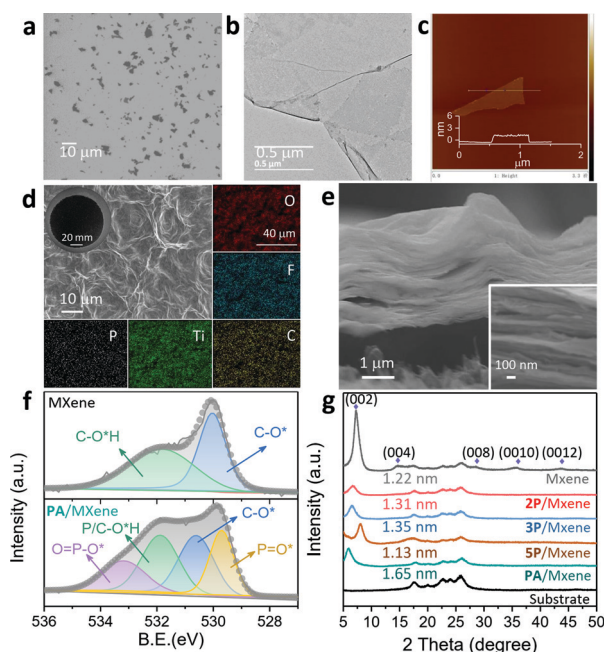 a
10 μm
b
0.5 μm
0.5 μm
c
nm
6
3
0
0 1 2
μm
d
20 mm
10 μm
O
40 μm
F
P
Ti
C
e
1 μm
100 nm
f
MXene
C-O*H
C-O*
PA/MXene
P/C-O*H
C-O*
O=P-O*
P=O*
Intensity (a.u.)
536 534 532 530 528
B.E.(eV)
g
(002)
(004)
(008) (0010) (0012)
Mxene
1.22 nm
2P/Mxene
1.31 nm
3P/Mxene
1.35 nm
5P/Mxene
1.13 nm
PA/Mxene
1.65 nm
Substrate
Intensity (a.u.)
5 10 15 20 25 30 35 40 45 50
2 Theta (degree)